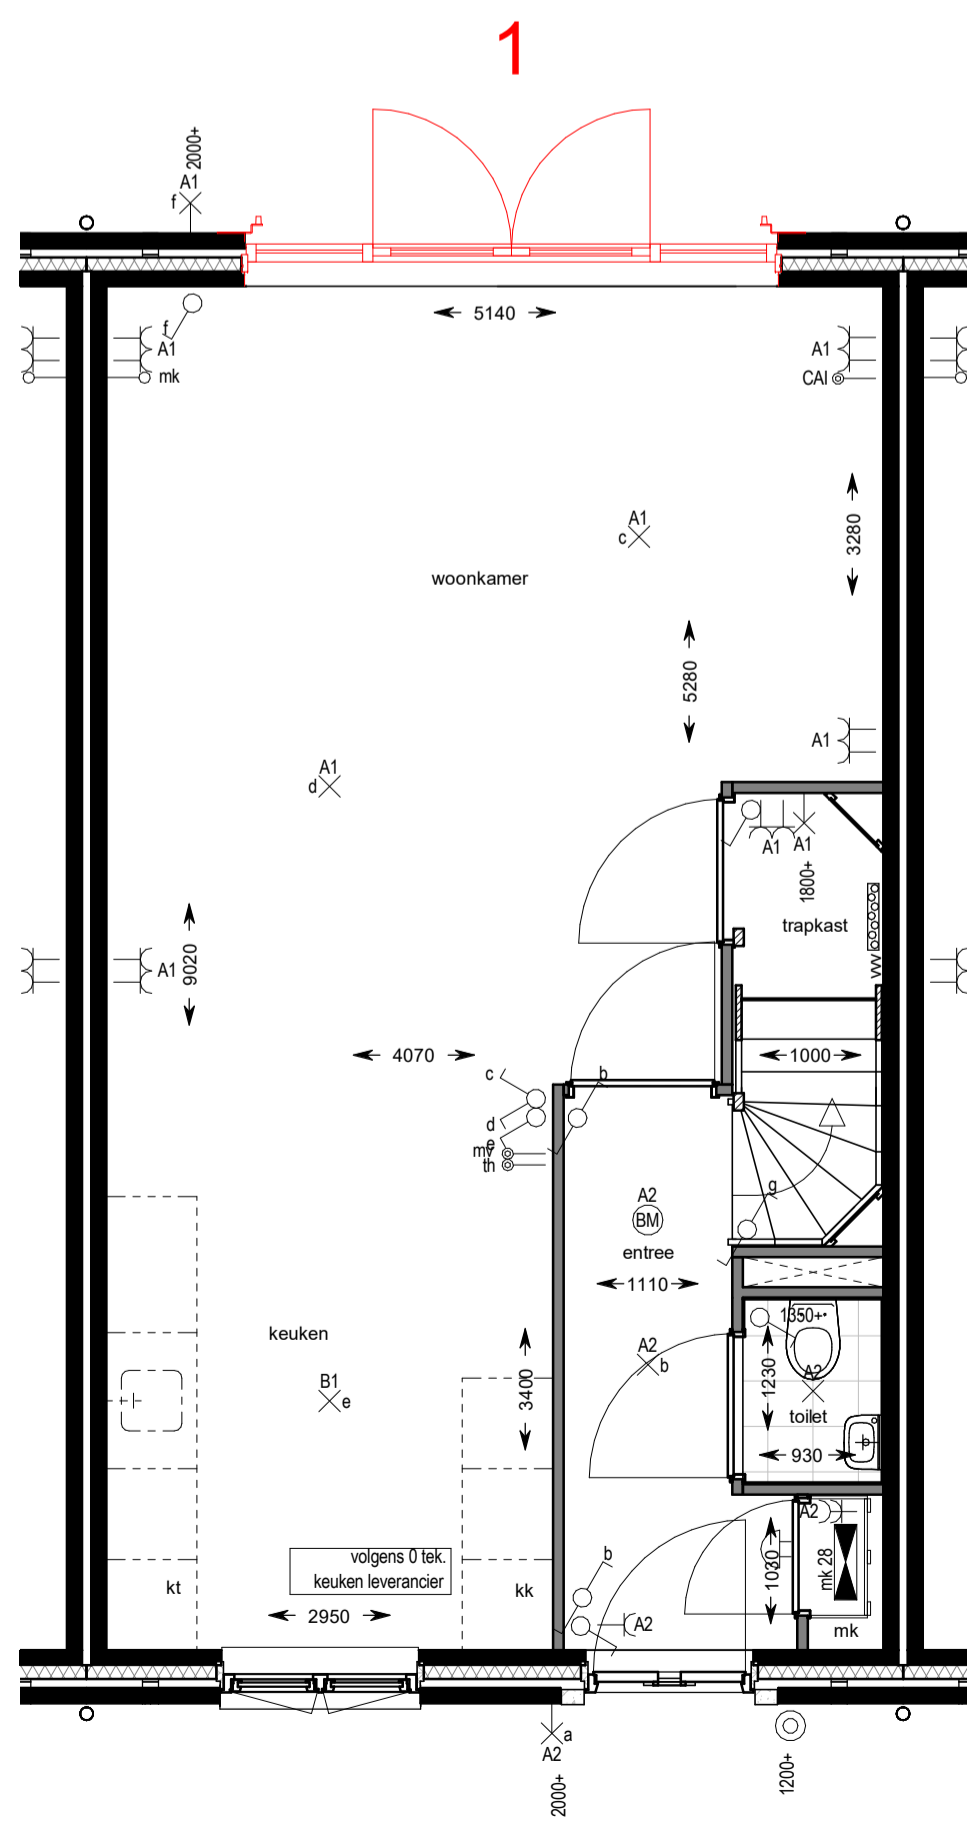 1
2000+
A1
f
5140
f
A1
mk
A1
CAI
3280
A1
c
woonkamer
5280
A1
A1
d
A1
A1
1800+
trapkast
VV
A1
9020
4070
1000
c
b
d
e
mv
th
g
A2
BM
entree
1110
1350+
keuken
A2
b
1230
A2
3400
B1
e
toilet
930
A2
1030
mk 28
b
volgens 0 tek.
keuken leverancier
kt
kk
A2
mk
2950
a
A2
2000+
1200+